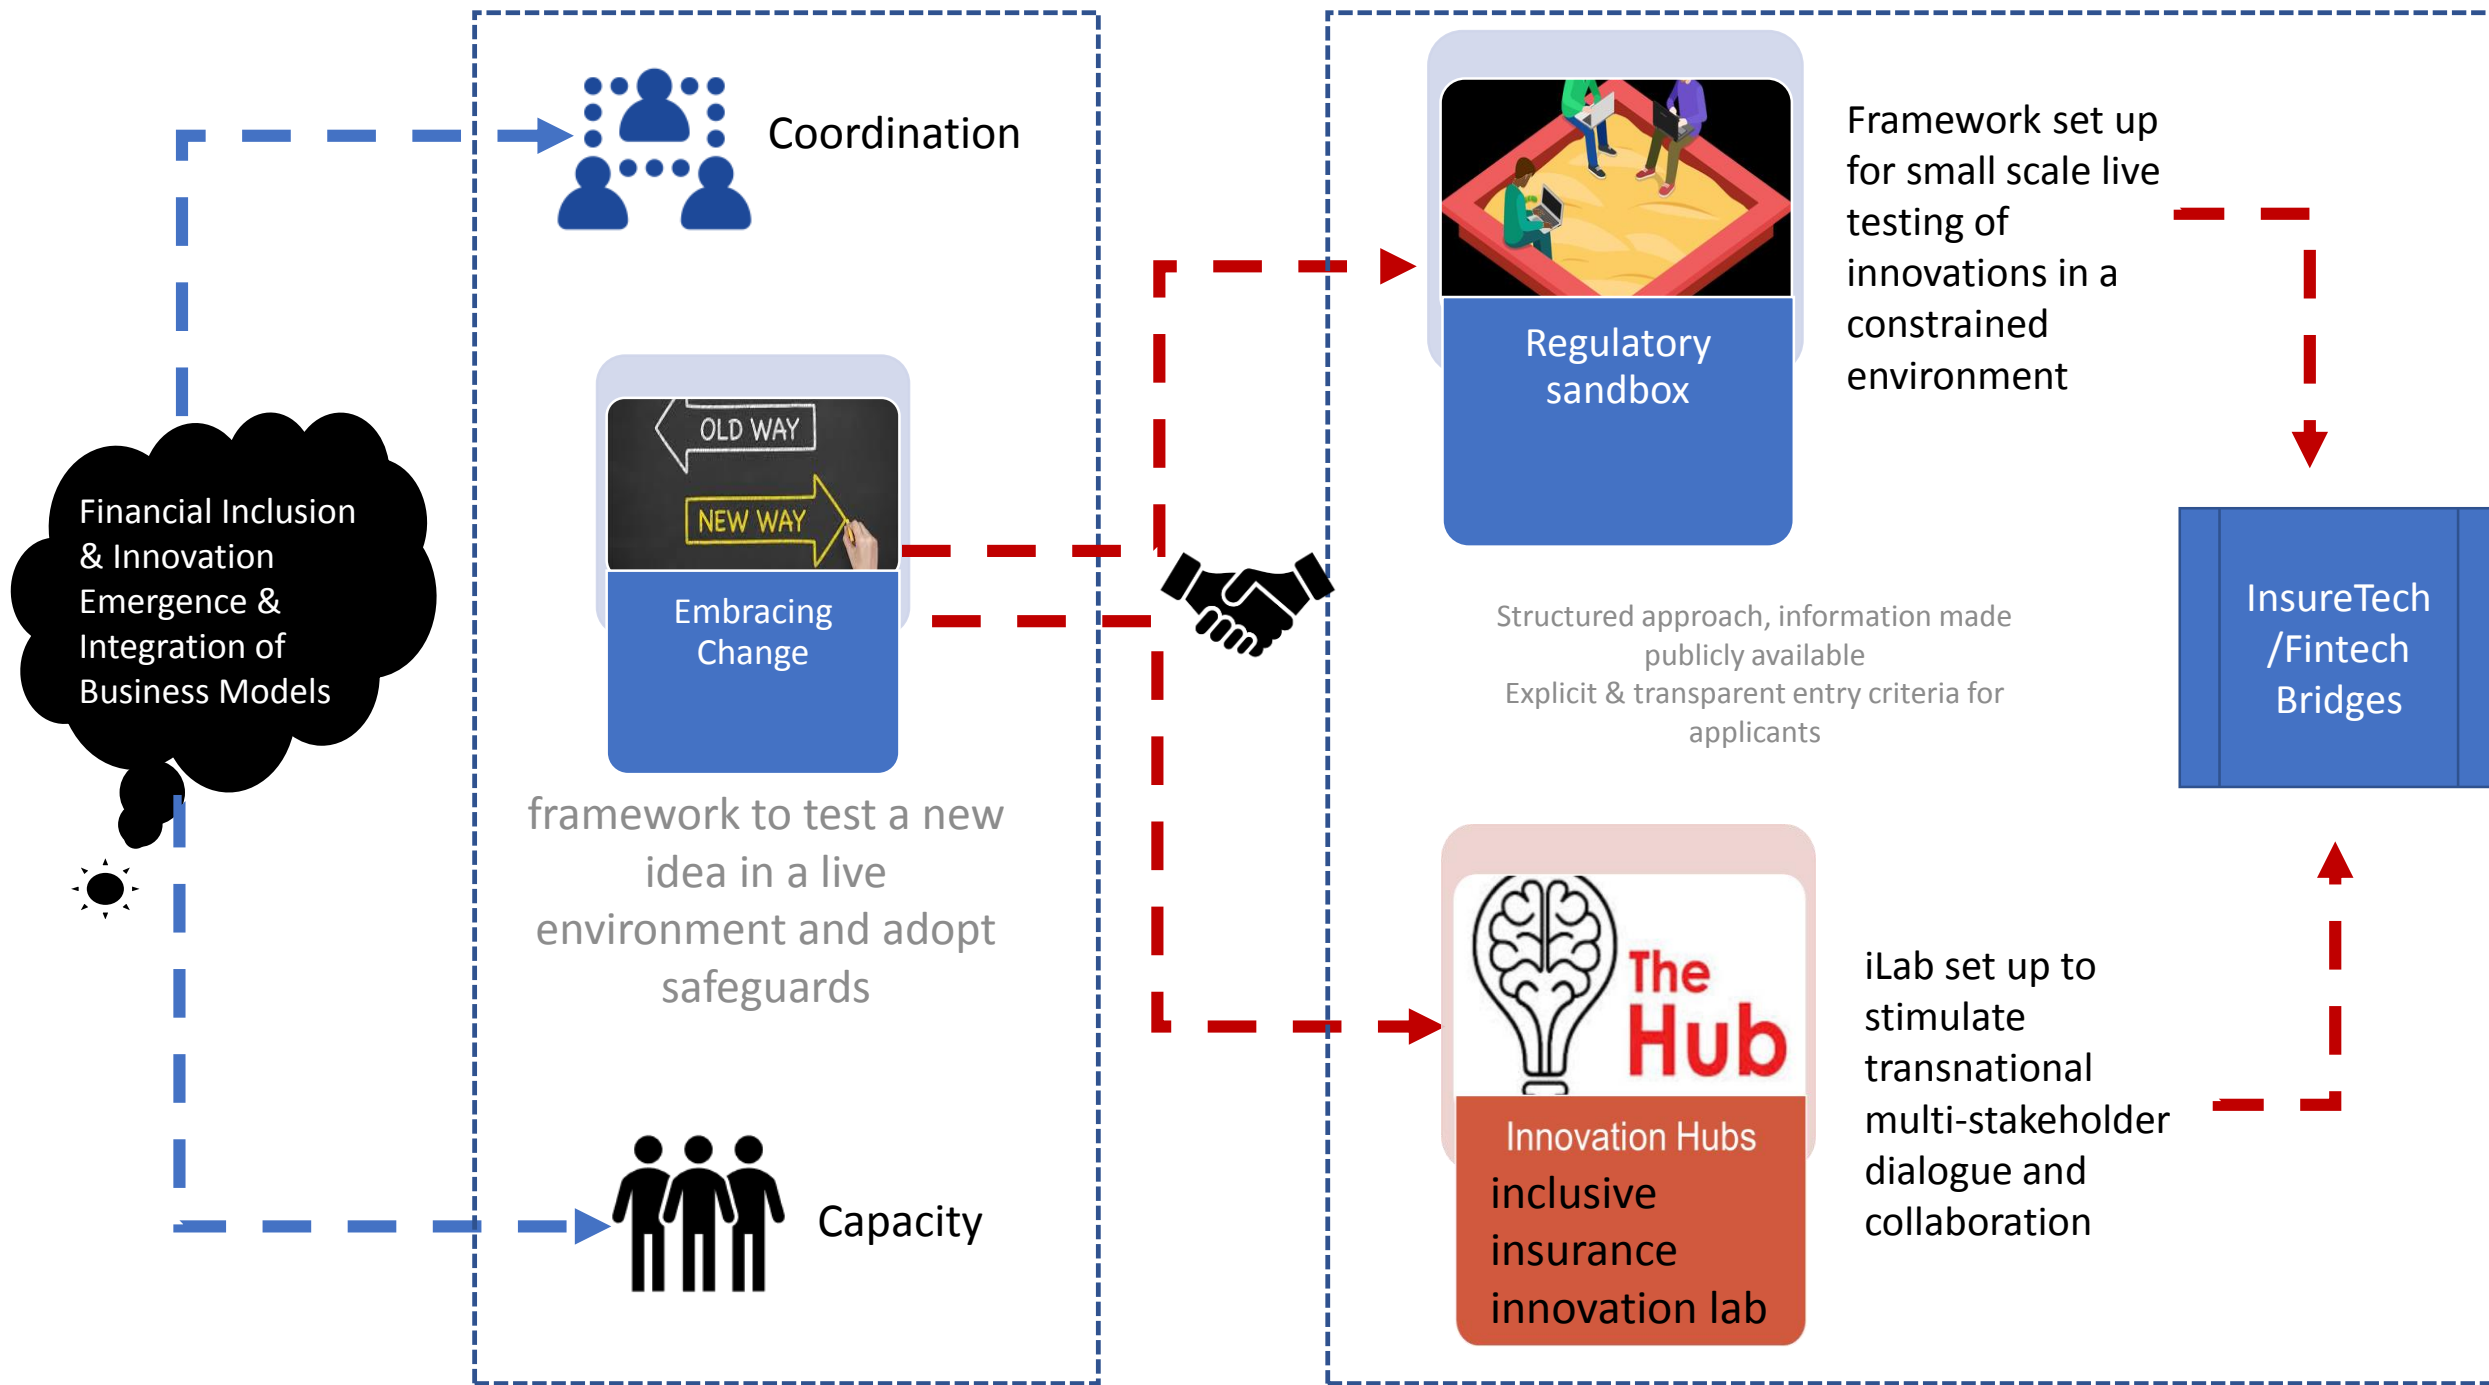 Financial Inclusion
& Innovation
Emergence &
Integration of
Business Models
Coordination
OLD WAY
NEW WAY
Embracing
Change
framework to test a new
idea in a live
environment and adopt
safeguards
Capacity
Regulatory
sandbox
Framework set up
for small scale live
testing of
innovations in a
constrained
environment
Structured approach, information made
publicly available
Explicit & transparent entry criteria for
applicants
The
Hub
Innovation Hubs
inclusive
insurance
innovation lab
iLab set up to
stimulate
transnational
multi-stakeholder
dialogue and
collaboration
InsureTech
/Fintech
Bridges